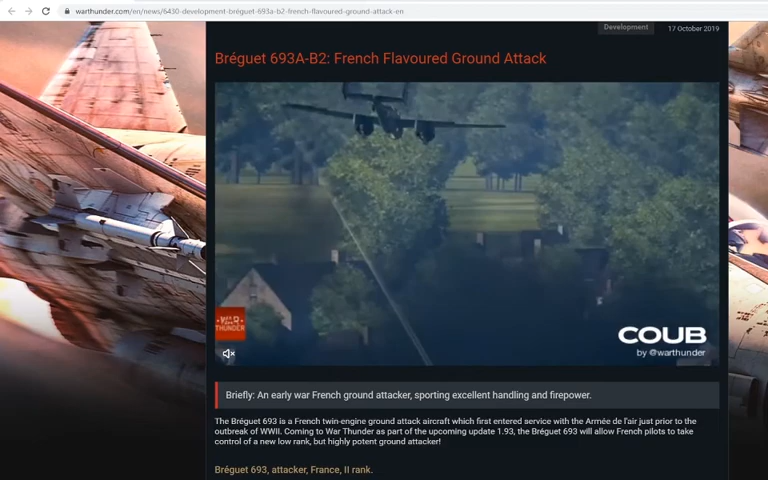 warthunder.com/en/news/6430-development-bréguet-693a-b2-french-flavoured-ground-attack-en
Development
17 October 2019
Bréguet 693A-B2: French Flavoured Ground Attack
WAR
THUNDER
COUB
by @warthunder
Briefly: An early war French ground attacker, sporting excellent handling and firepower.
The Bréguet 693 is a French twin-engine ground attack aircraft which first entered service with the Armée de l'air just prior to the
outbreak of WWII. Coming to War Thunder as part of the upcoming update 1.93, the Bréguet 693 will allow French pilots to take
control of a new low rank, but highly potent ground attacker!
Bréguet 693, attacker, France, II rank.